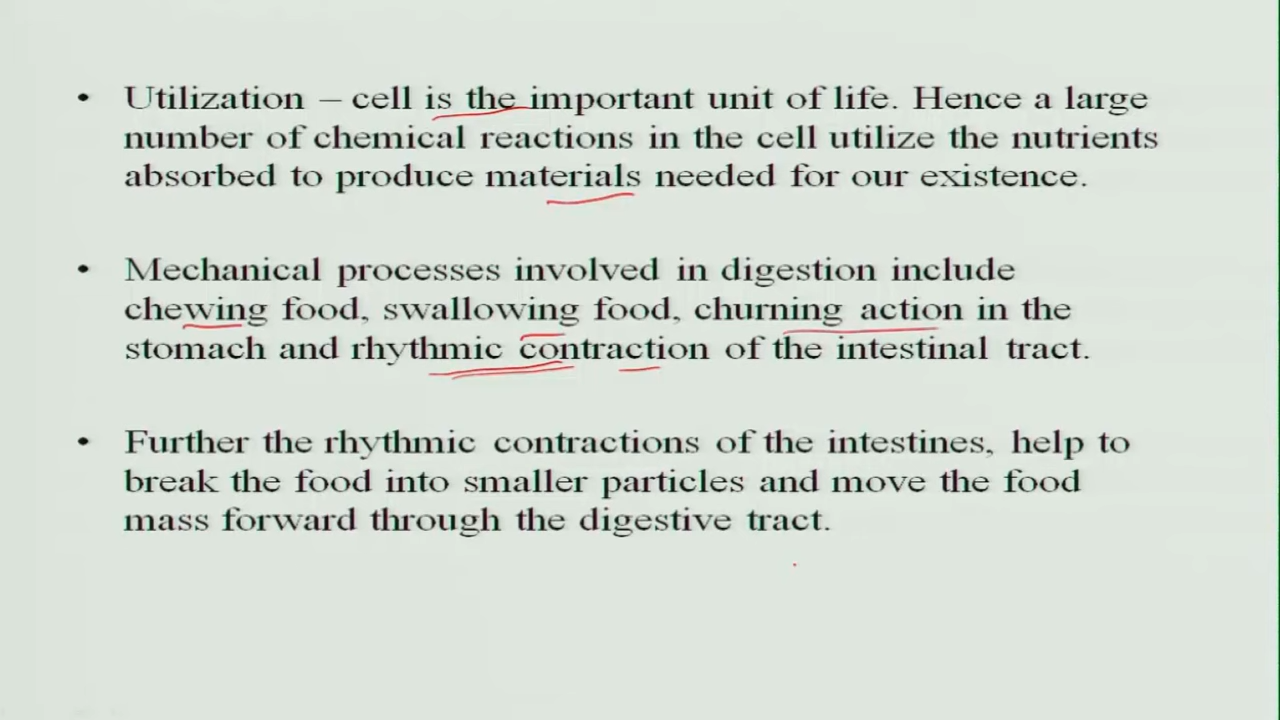 • Utilization – cell is the important unit of life. Hence a large
number of chemical reactions in the cell utilize the nutrients
absorbed to produce materials needed for our existence.
• Mechanical processes involved in digestion include
chewing food, swallowing food, churning action in the
stomach and rhythmic contraction of the intestinal tract.
• Further the rhythmic contractions of the intestines, help to
break the food into smaller particles and move the food
mass forward through the digestive tract.